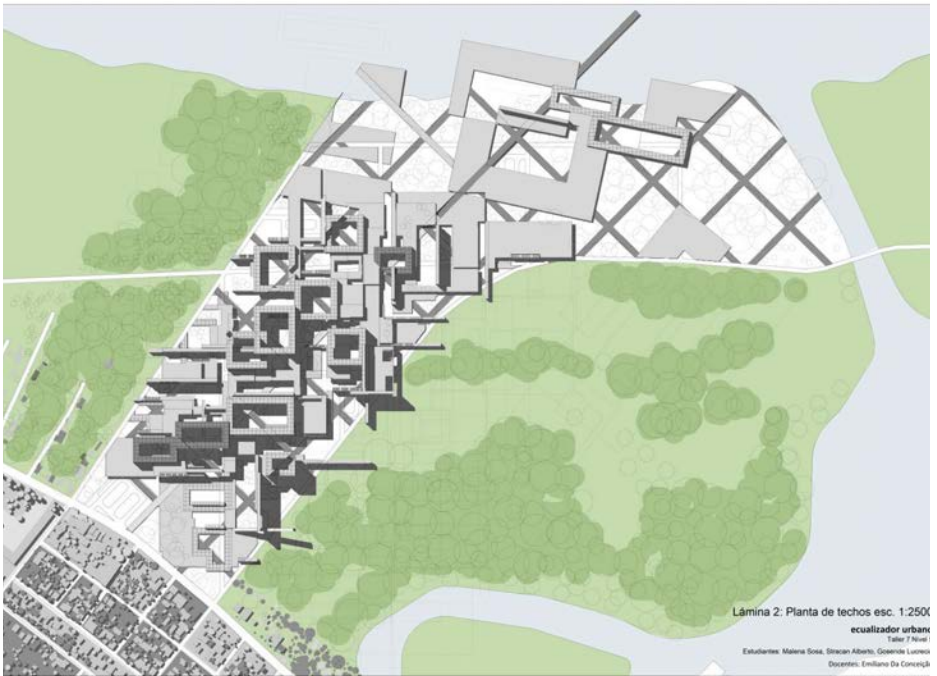 Lámina 2: Planta de techos esc. 1:2500
ecualizador urbano
Taller 7 Nivel
Estudiantes: Malena Sosa, Stracan Alberto, Gosende Lucrecia
Docentes: Emiliano Da Conceição